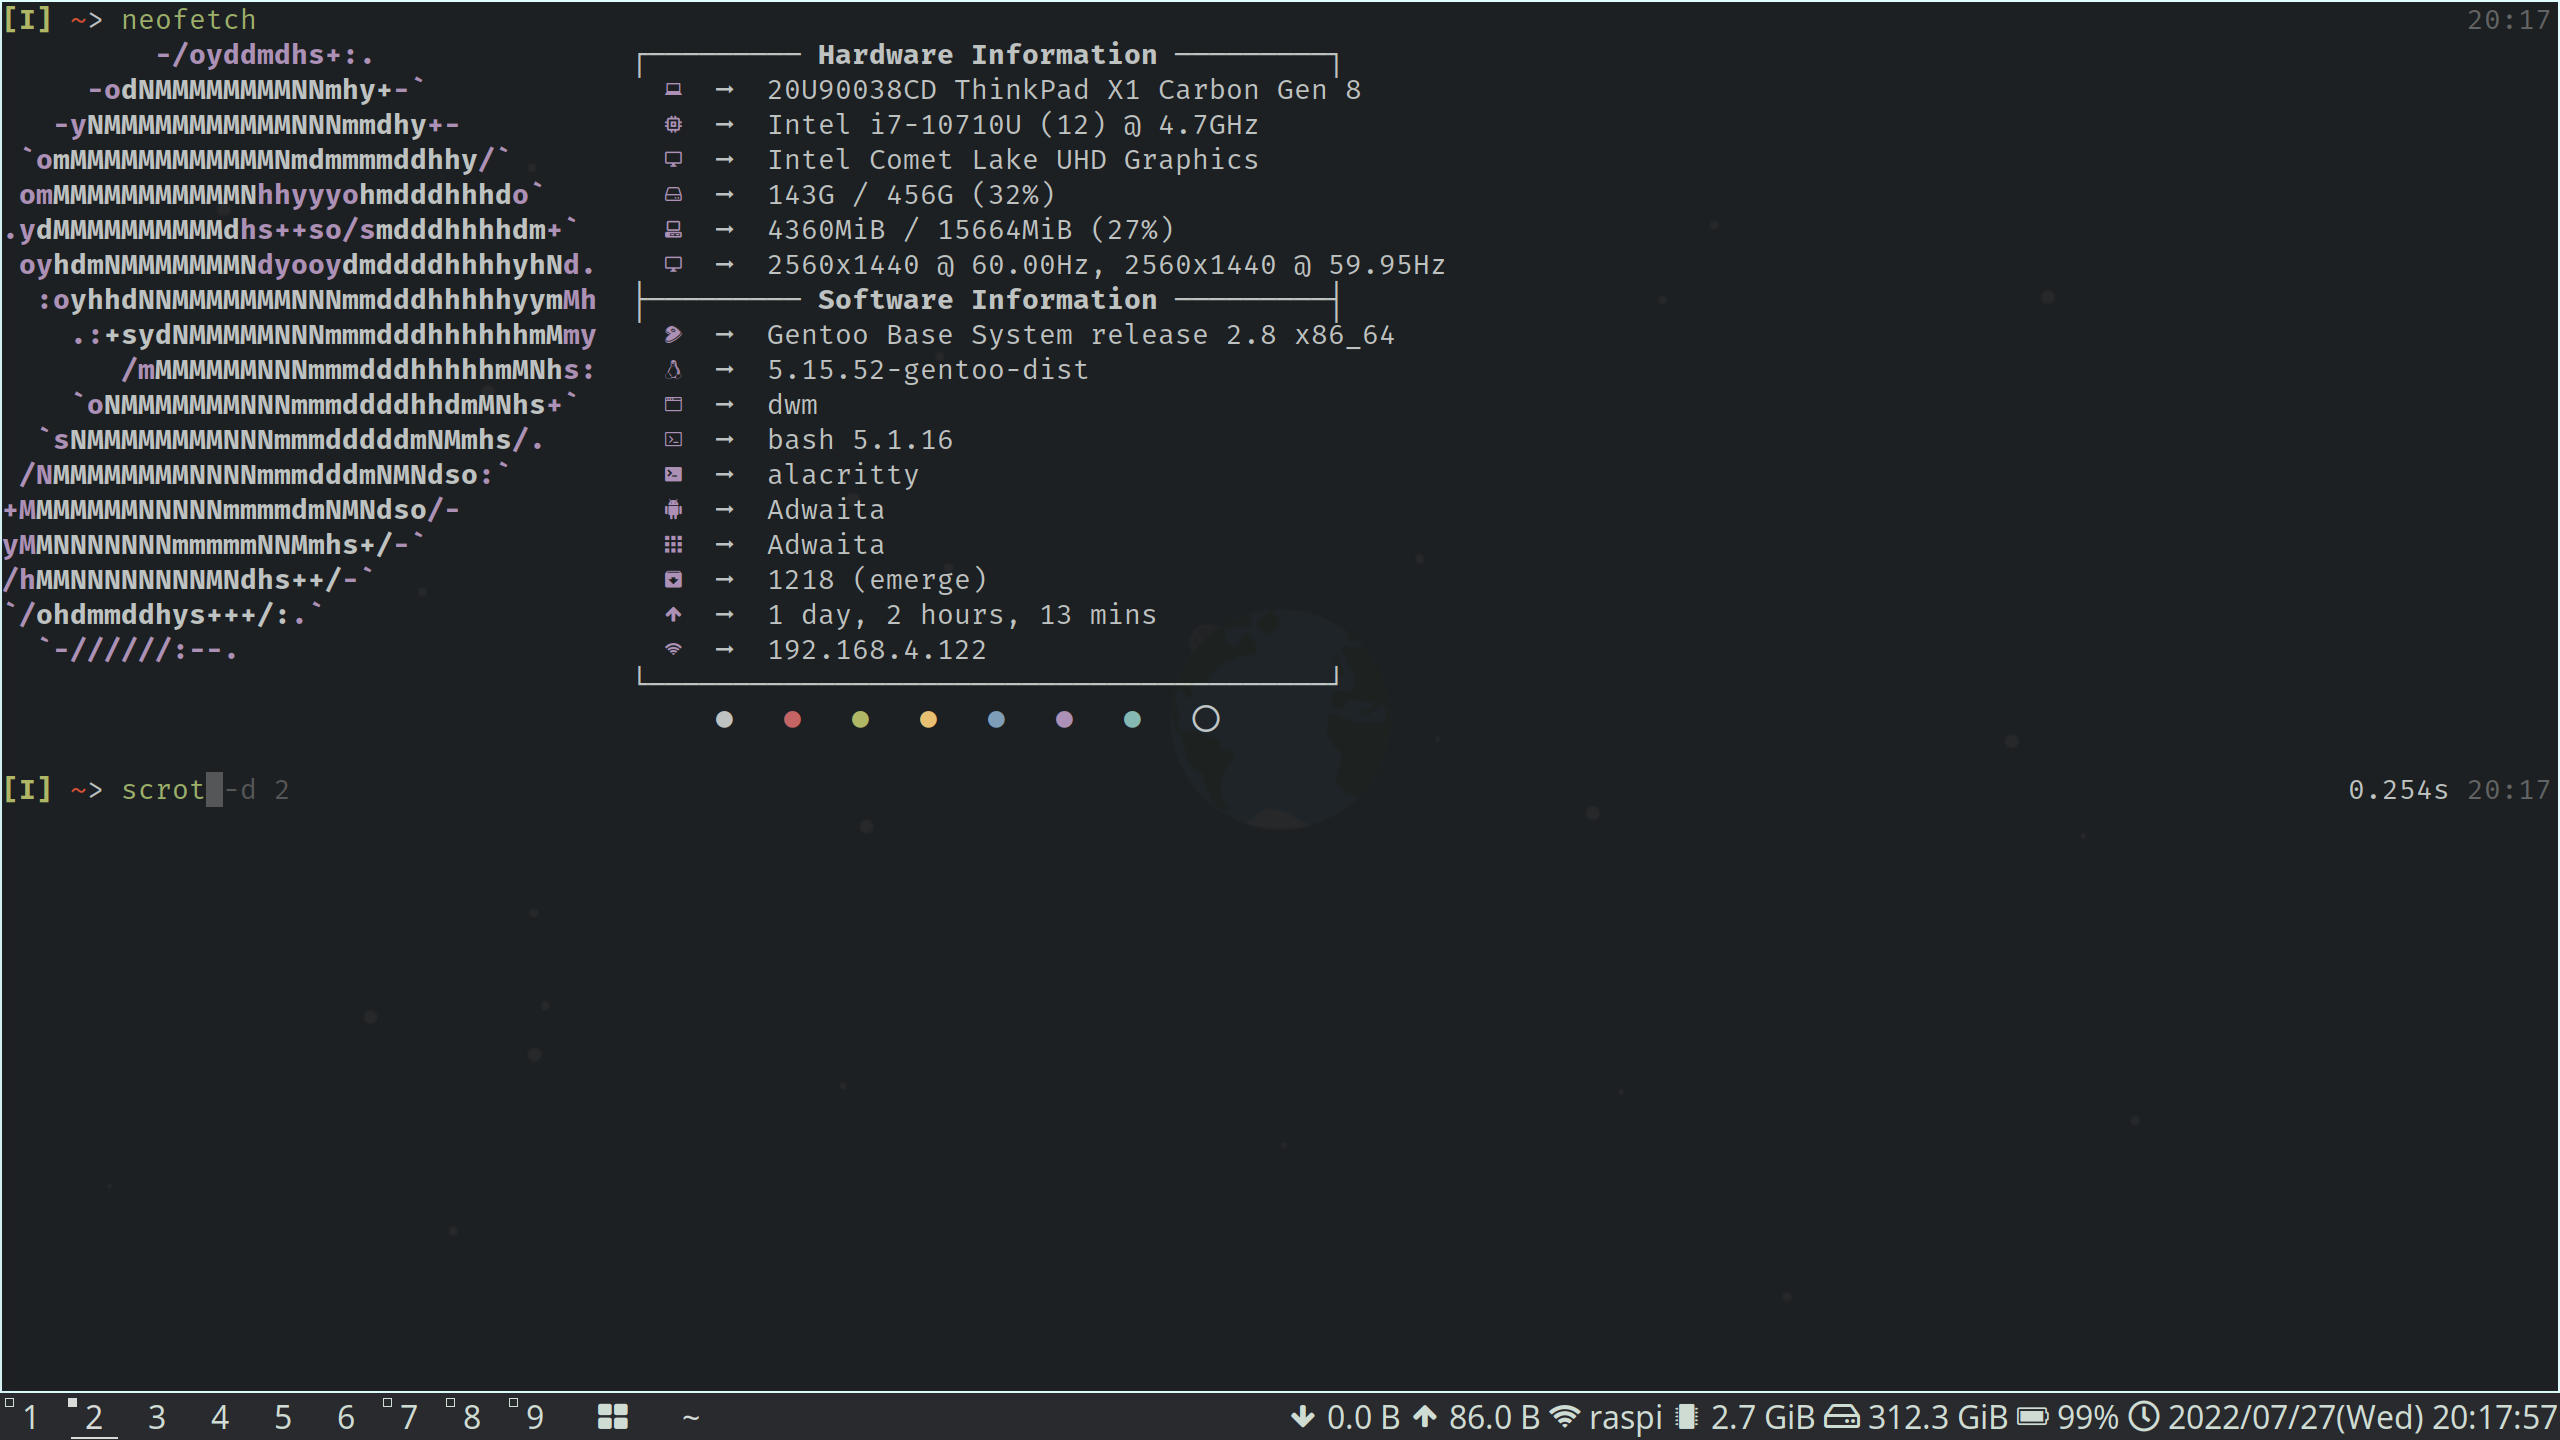 [I] ~> neofetch 20:17
-/oyddmdhs+:.
-odNMMMMMMMMNNmhy+-`
-yNMMMMMMMMMMMNNNmmdhy+-
`omMMMMMMMMMMMMNmdmmmmddhhy/`
omMMMMMMMMMMMNhhyyyohmdddhhhdo`
.ydMMMMMMMMMMdhs++so/smdddhhhhdm+`
oyhdmNMMMMMMMNdyooydmddddhhhhyhNd.
:oyhhdNNMMMMMMMNNNmmdddhhhhhyymMh
.:+sydNMMMMMNNNmmmdddhhhhhhmMmy
/mMMMMMMNNNmmmdddhhhhhmMNhs:
`oNMMMMMMMNNNmmmddddhhdmMNhs+`
`sNMMMMMMMMNNNmmmdddddmNMmhs/.
/NMMMMMMMMNNNNmmmdddmNMNdso:`
+MMMMMMMNNNNNmmmmdmNMNdso/-
yMMNNNNNNNmmmmmNNMmhs+/-`
/hMMNNNNNNNNMNdhs++/-`
`/ohdmmddhys+++/:.`
`-//////:--.
┌───────── Hardware Information ─────────┐
→ 20U90038CD ThinkPad X1 Carbon Gen 8
→ Intel i7-10710U (12) @ 4.7GHz
→ Intel Comet Lake UHD Graphics
→ 143G / 456G (32%)
→ 4360MiB / 15664MiB (27%)
→ 2560x1440 @ 60.00Hz, 2560x1440 @ 59.95Hz
├───────── Software Information ─────────┤
→ Gentoo Base System release 2.8 x86_64
→ 5.15.52-gentoo-dist
→ dwm
→ bash 5.1.16
→ alacritty
→ Adwaita
→ Adwaita
→ 1218 (emerge)
→ 1 day, 2 hours, 13 mins
→ 192.168.4.122
└────────────────────────────────────────┘
[I] ~> scrot -d 2 0.254s 20:17
1 2 3 4 5 6 7 8 9 ~ 0.0 B 86.0 B raspi 2.7 GiB 312.3 GiB 99% 2022/07/27(Wed) 20:17:57